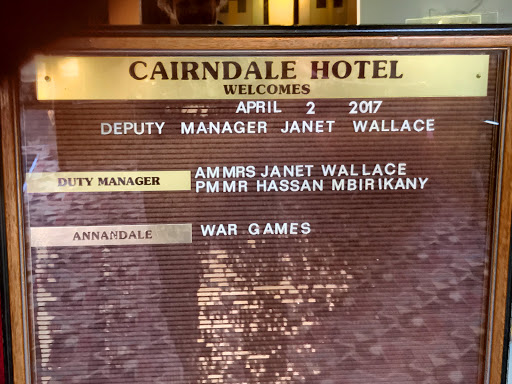 CAIRNDALE HOTEL
WELCOMES
APRIL 2 2017
DEPUTY MANAGER JANET WALLACE
DUTY MANAGER AMMRS JANET WALLACE
PMMR HASSAN MBIRIKANY
ANNANDALE WAR GAMES